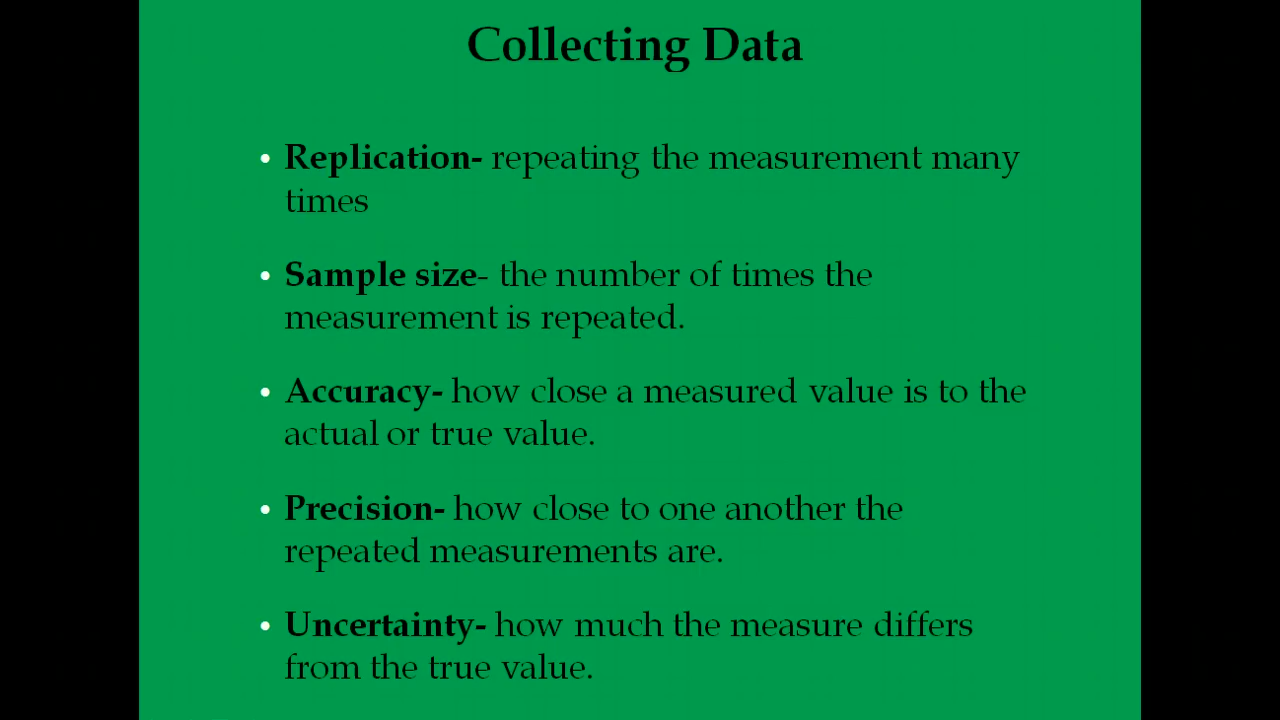 Collecting Data
• Replication- repeating the measurement many
times
• Sample size- the number of times the
measurement is repeated.
• Accuracy- how close a measured value is to the
actual or true value.
• Precision- how close to one another the
repeated measurements are.
• Uncertainty- how much the measure differs
from the true value.